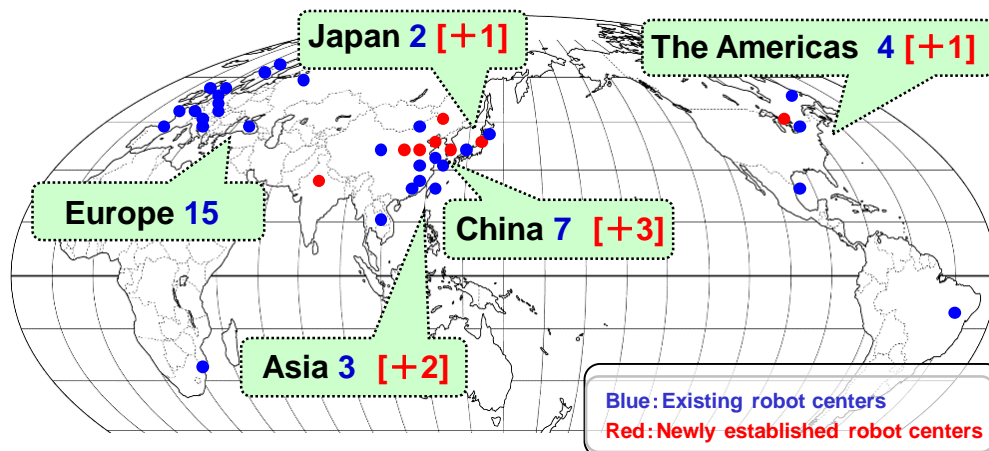 Japan 2 [＋1]
The Americas 4 [＋1]
Europe 15
China 7 [＋3]
Asia 3 [＋2]
Blue：Existing robot centers
Red：Newly established robot centers